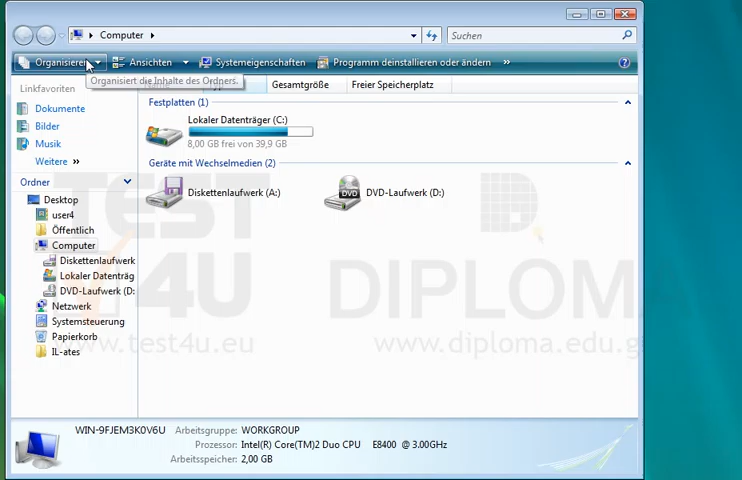 Computer
Suchen
Organisieren
Ansichten
Systemeigenschaften
Programm deinstallieren oder ändern
»
Organisiert die Inhalte des Ordners.
Linkfavoriten
Gesamtgröße
Freier Speicherplatz
Dokumente
Bilder
Musik
Weitere »
Festplatten (1)
Lokaler Datenträger (C:)
8,00 GB frei von 39,9 GB
Geräte mit Wechselmedien (2)
Diskettenlaufwerk (A:)
DVD
DVD-Laufwerk (D:)
Ordner
Desktop
user4
Öffentlich
Computer
Diskettenlaufwerk
Lokaler Datenträg
DVD-Laufwerk (D:
Netzwerk
Systemsteuerung
Papierkorb
IL-ates
TEST
4U
www.test4u.eu
DIPLOMA
www.diploma.edu.g
WIN-9FJEM3K0V6U
Arbeitsgruppe: WORKGROUP
Prozessor: Intel(R) Core(TM)2 Duo CPU E8400 @ 3.00GHz
Arbeitsspeicher: 2,00 GB